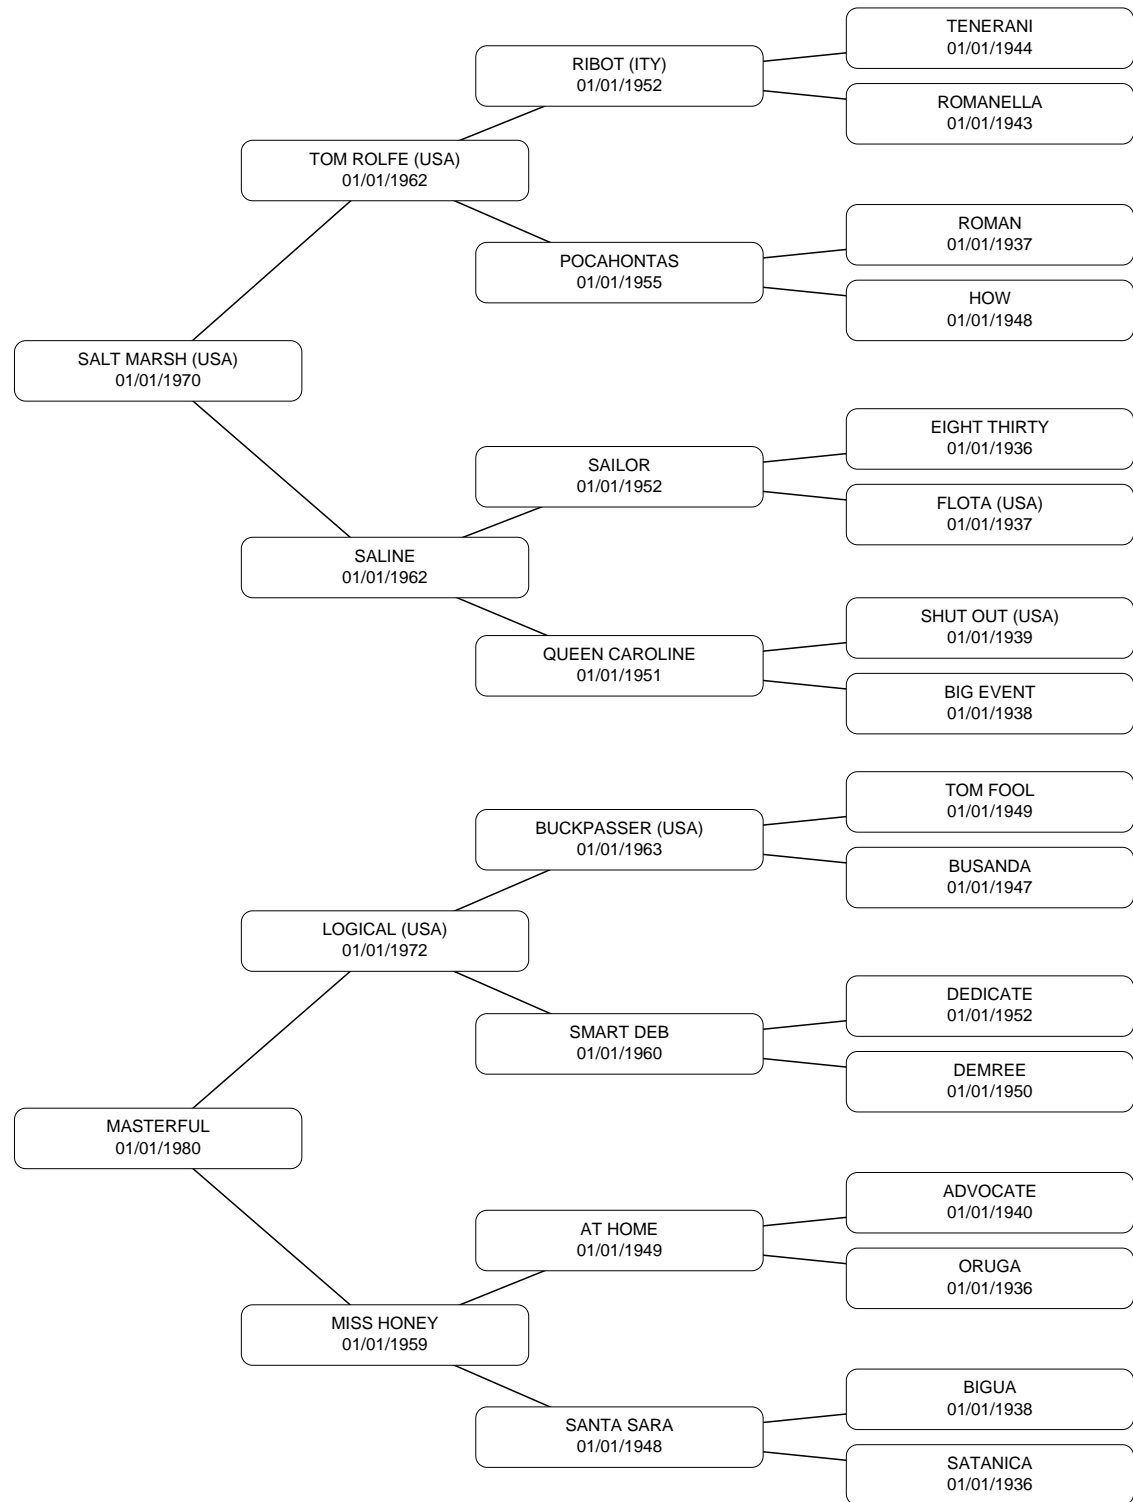 TENERANI
01/01/1944
RIBOT (ITY)
01/01/1952
ROMANELLA
01/01/1943
TOM ROLFE (USA)
01/01/1962
ROMAN
01/01/1937
POCAHONTAS
01/01/1955
HOW
01/01/1948
SALT MARSH (USA)
01/01/1970
EIGHT THIRTY
01/01/1936
SAILOR
01/01/1952
FLOTA (USA)
01/01/1937
SALINE
01/01/1962
SHUT OUT (USA)
01/01/1939
QUEEN CAROLINE
01/01/1951
BIG EVENT
01/01/1938
TOM FOOL
01/01/1949
BUCKPASSER (USA)
01/01/1963
BUSANDA
01/01/1947
LOGICAL (USA)
01/01/1972
DEDICATE
01/01/1952
SMART DEB
01/01/1960
DEMREE
01/01/1950
MASTERFUL
01/01/1980
ADVOCATE
01/01/1940
AT HOME
01/01/1949
ORUGA
01/01/1936
MISS HONEY
01/01/1959
BIGUA
01/01/1938
SANTA SARA
01/01/1948
SATANICA
01/01/1936